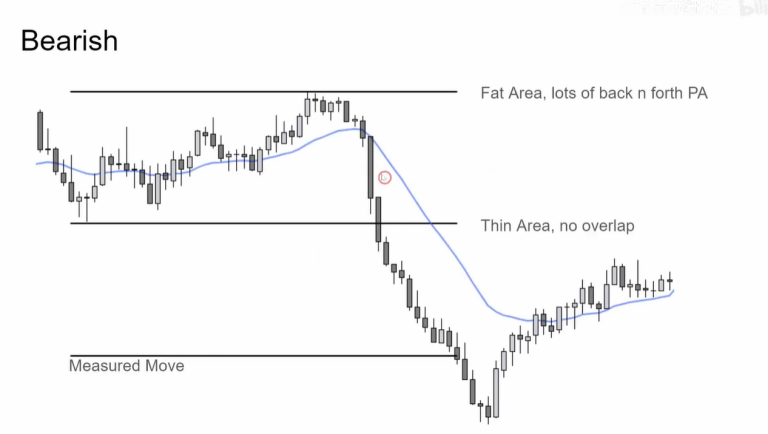 Bearish
Fat Area, lots of back n forth PA
Thin Area, no overlap
Measured Move